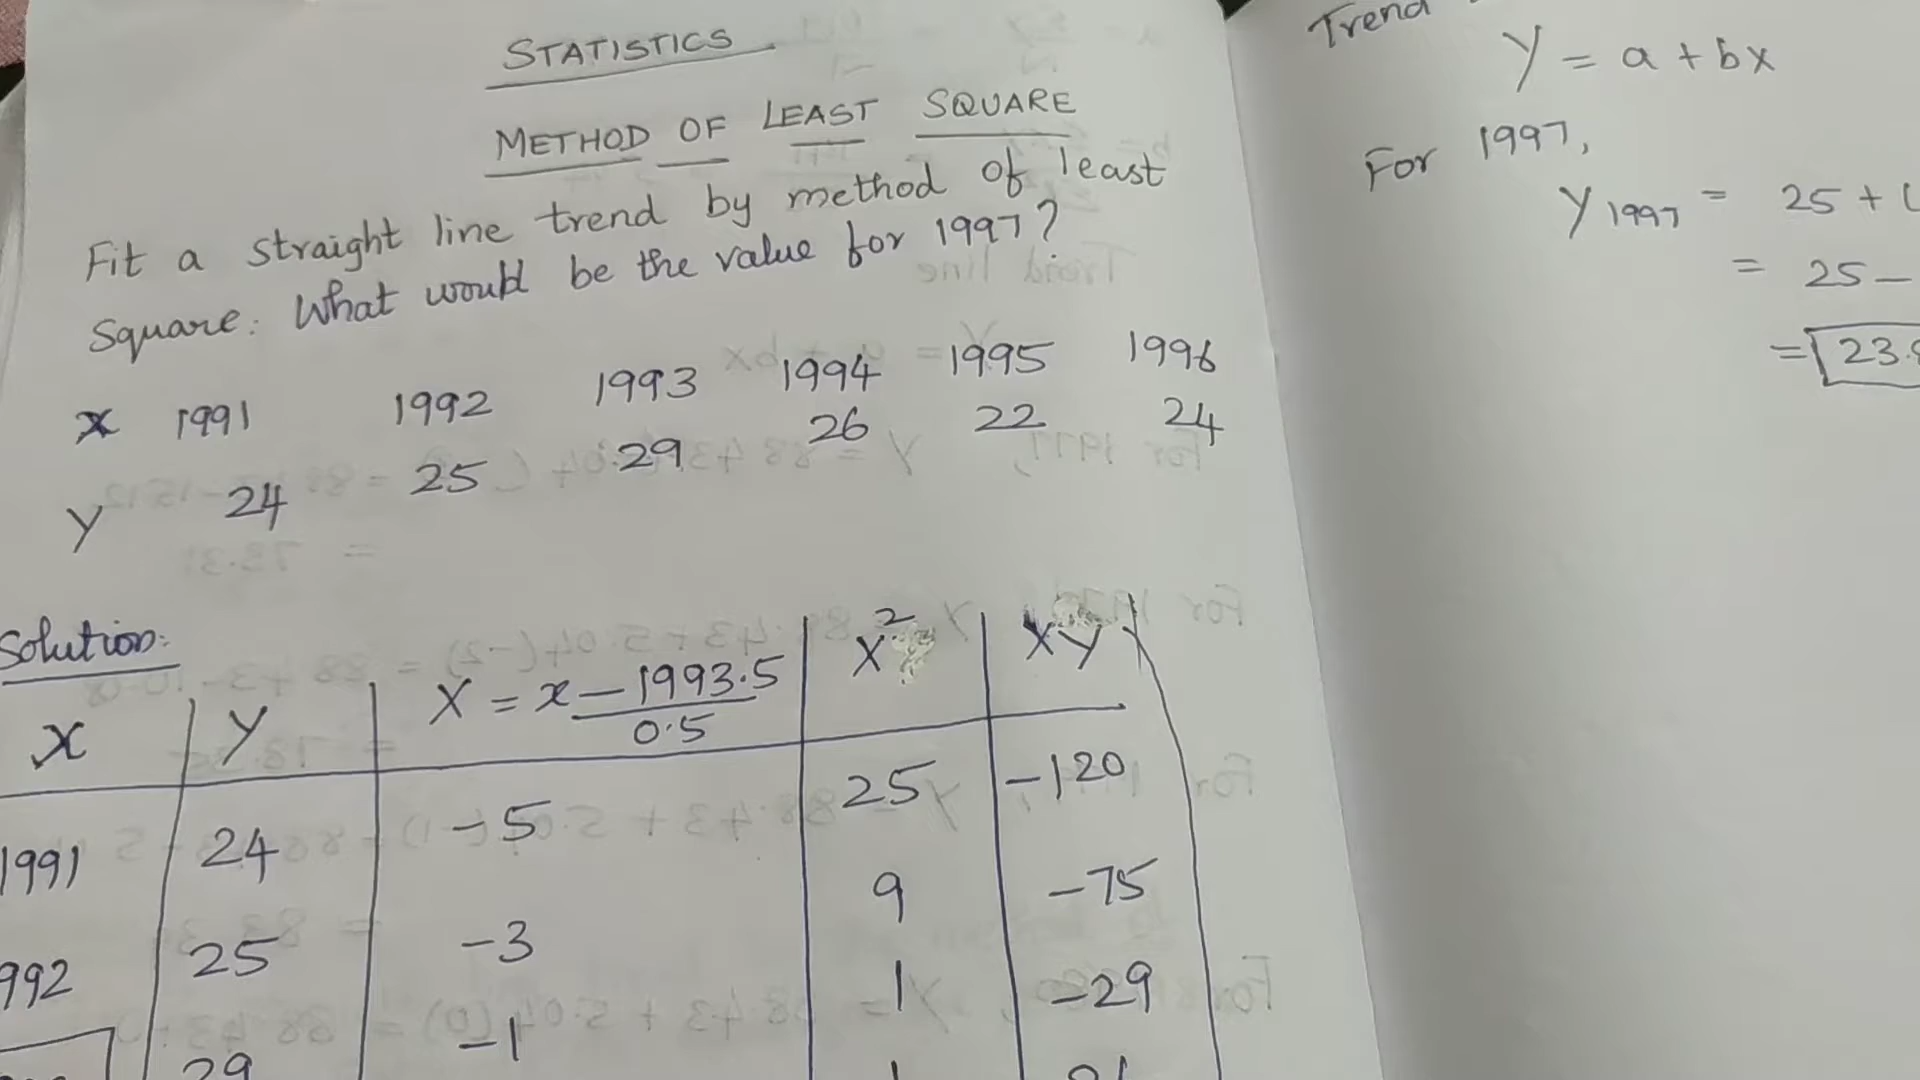 STATISTICS
METHOD OF LEAST SQUARE
Fit a straight line trend by method of least
Square. What would be the value for 1997?
x 1991 1992 1993 1994 1995 1996
Y 24 25 29 26 22 24
Solution:
x Y X = x - 1993.5 / 0.5 X² XY
1991 24 -5 25 -120
992 25 -3 9 -75
29 -1 1 -29
Trend
Y = a + bx
For 1997,
Y 1997 = 25 + (
= 25 -
= 23.